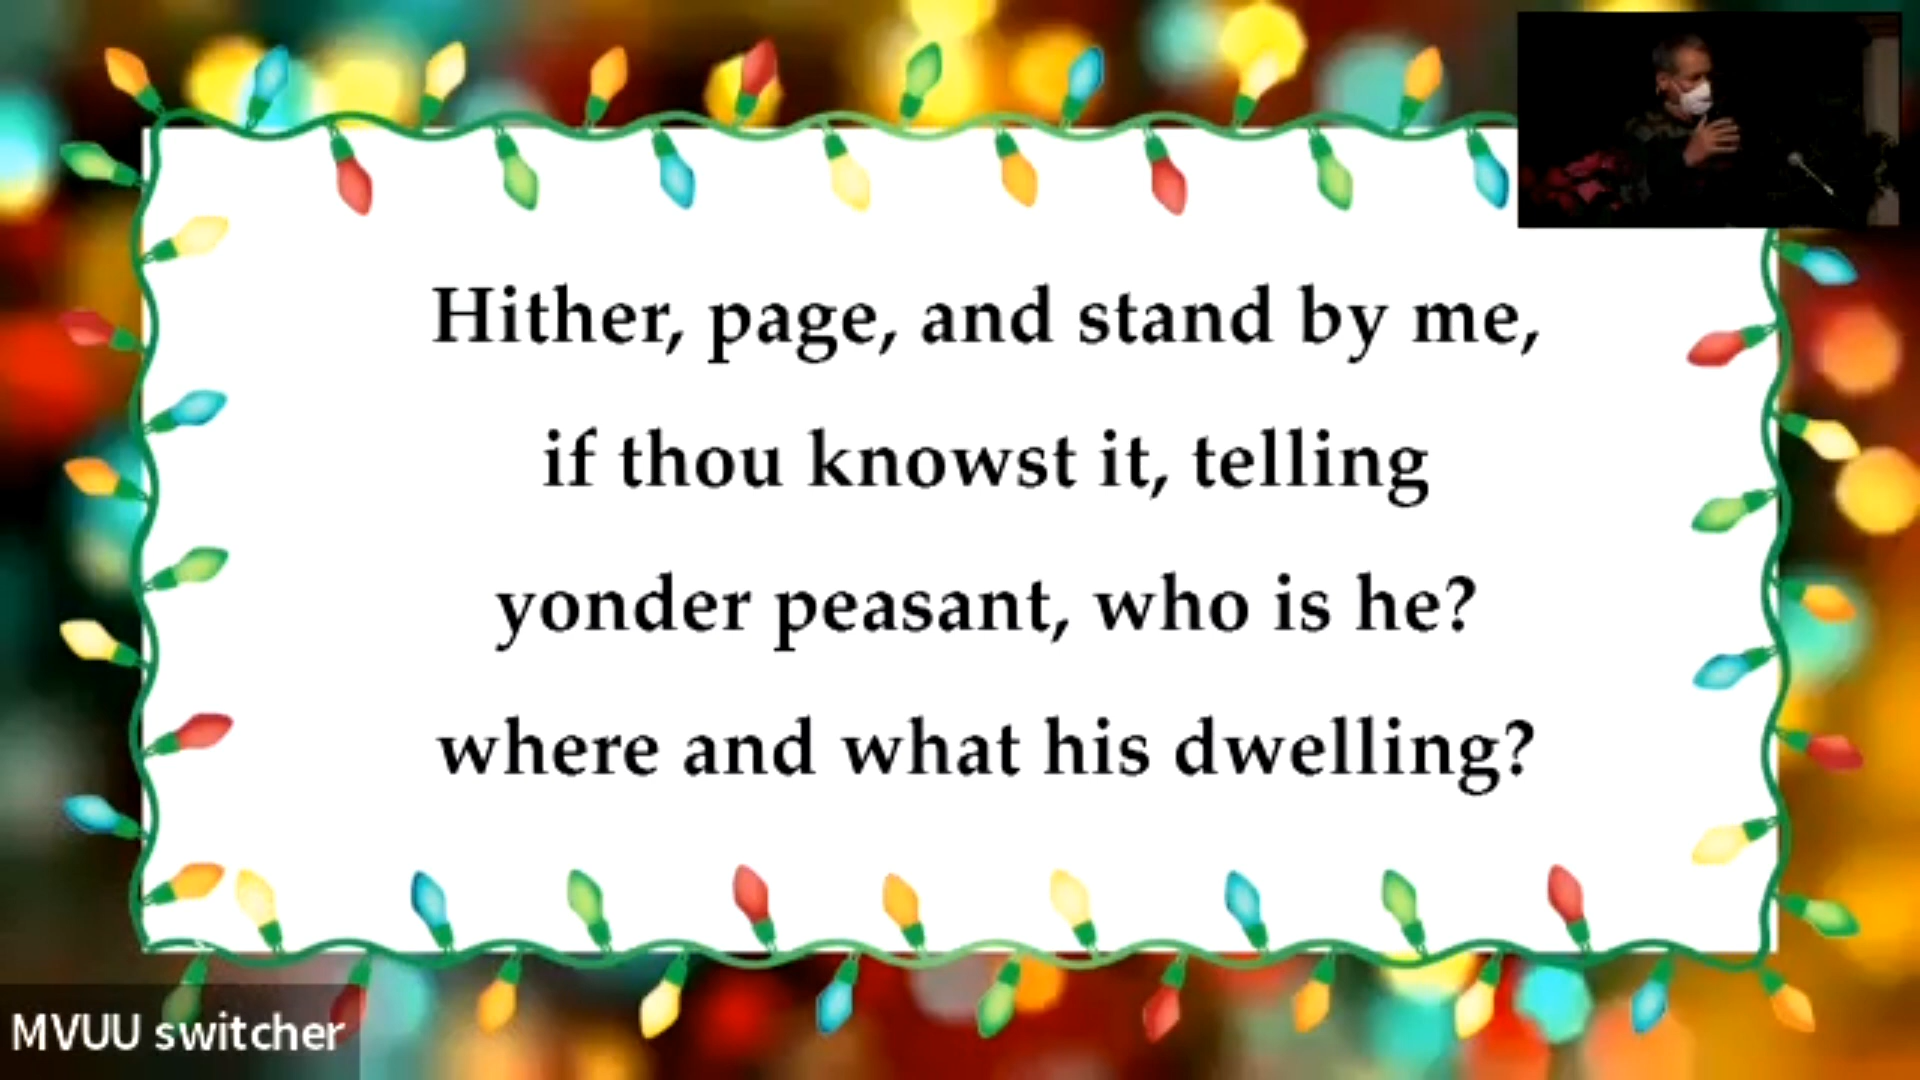 Hither, page, and stand by me,
if thou knowst it, telling
yonder peasant, who is he?
where and what his dwelling?
MVUU switcher